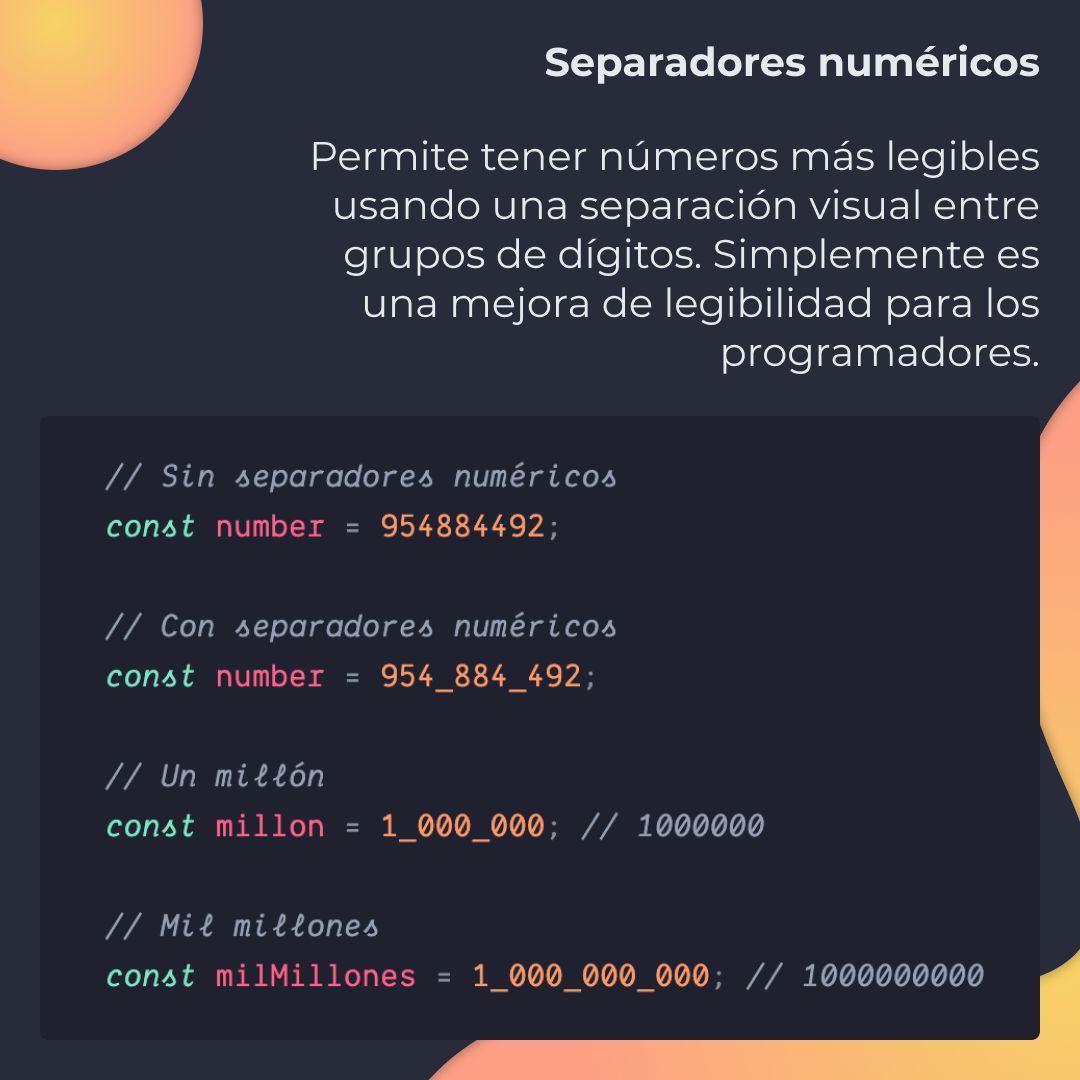 Separadores numéricos
Permite tener números más legibles
usando una separación visual entre
grupos de dígitos. Simplemente es
una mejora de legibilidad para los
programadores.
// Sin separadores numéricos
const number = 954884492;
// Con separadores numéricos
const number = 954_884_492;
// Un millón
const millon = 1_000_000; // 1000000
// Mil millones
const milMillones = 1_000_000_000; // 1000000000